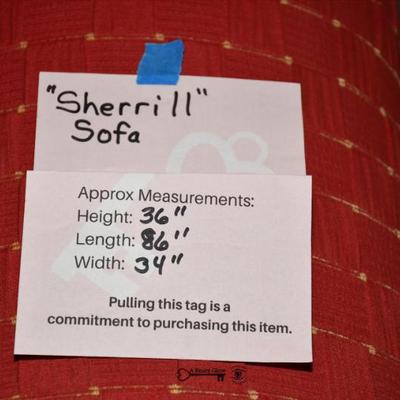 "Sherrill"
Sofa
Approx Measurements:
Height: 36"
Length: 86"
Width: 34"
Pulling this tag is a
commitment to purchasing this item.